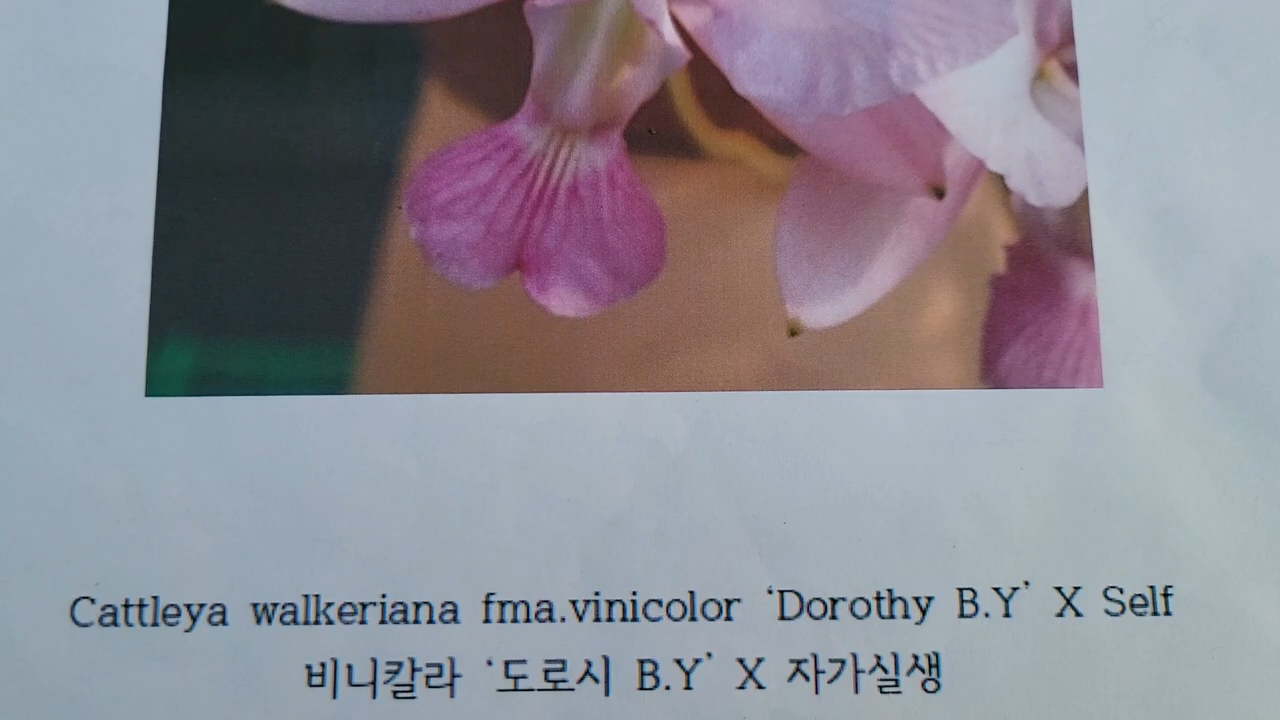 Cattleya walkeriana fma.vinicolor ‘Dorothy B.Y’ X Self
비니칼라 ‘도로시 B.Y’ X 자가실생